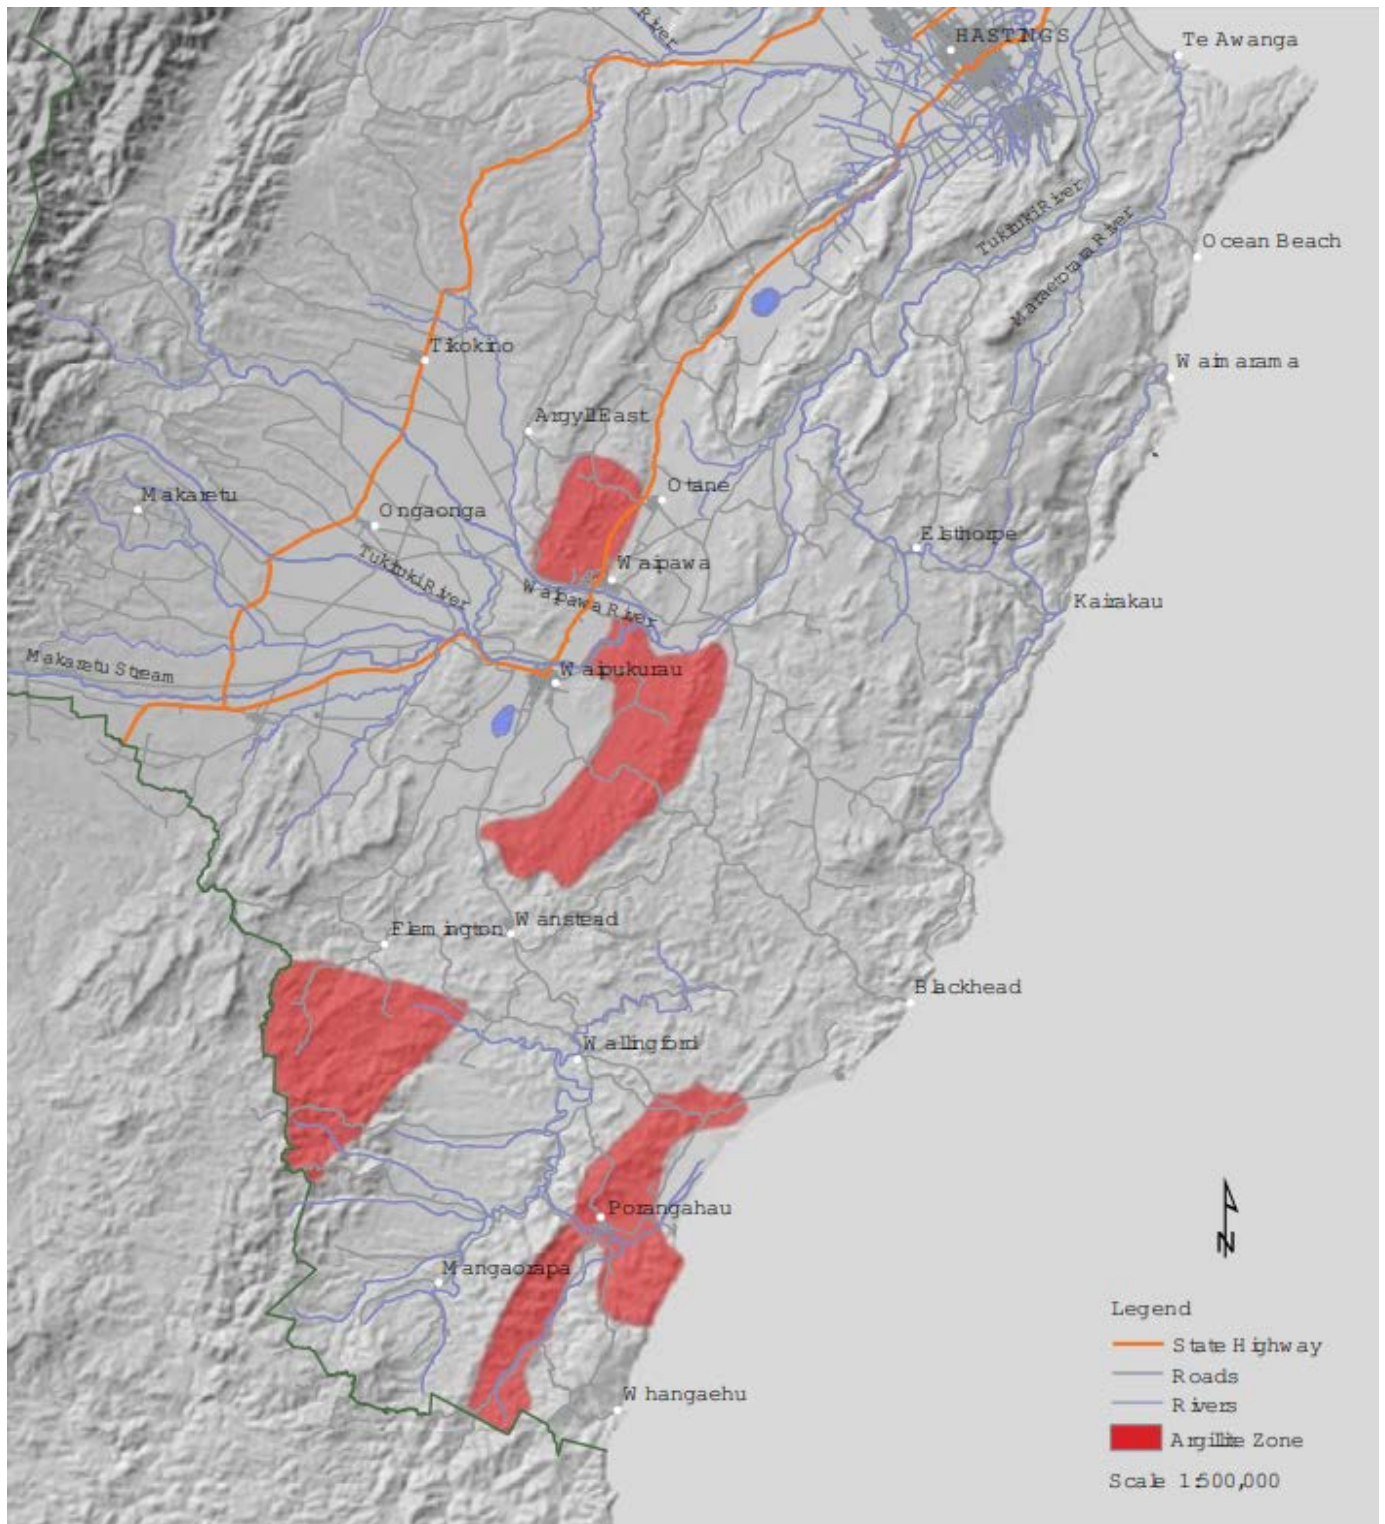 River
HASTINGS
Te Awanga
Tukituki River
Maraetotara River
Ocean Beach
Tikokino
Waimarama
Argyll East
Makaretu
Otane
Ongaonga
Elsthorpe
Tukituki River
Waipawa
Waipawa River
Kairakau
Makaretu Stream
Waipukurau
Flemington
Wanstead
Blackhead
Wallingford
Porangahau
Mangaorapa
Whangaehu
N
Legend
State Highway
Roads
Rivers
Argillite Zone
Scale 1:500,000